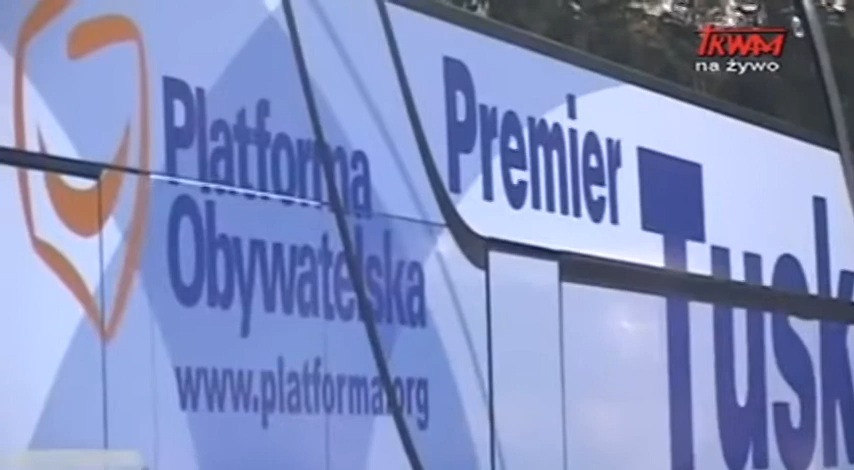 TRWAM
na żywo
Platforma
Obywatelska
www.platforma.org
Premier
Tusk